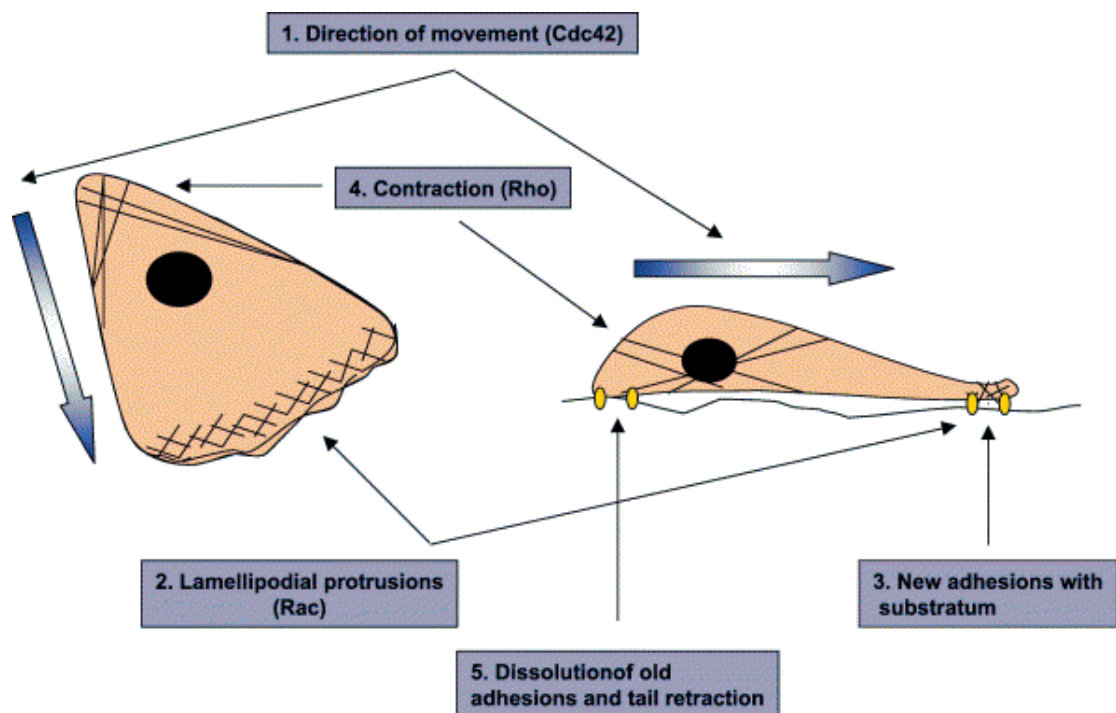 1. Direction of movement (Cdc42)
4. Contraction (Rho)
2. Lamellipodial protrusions
(Rac)
3. New adhesions with
substratum
5. Dissolutionof old
adhesions and tail retraction